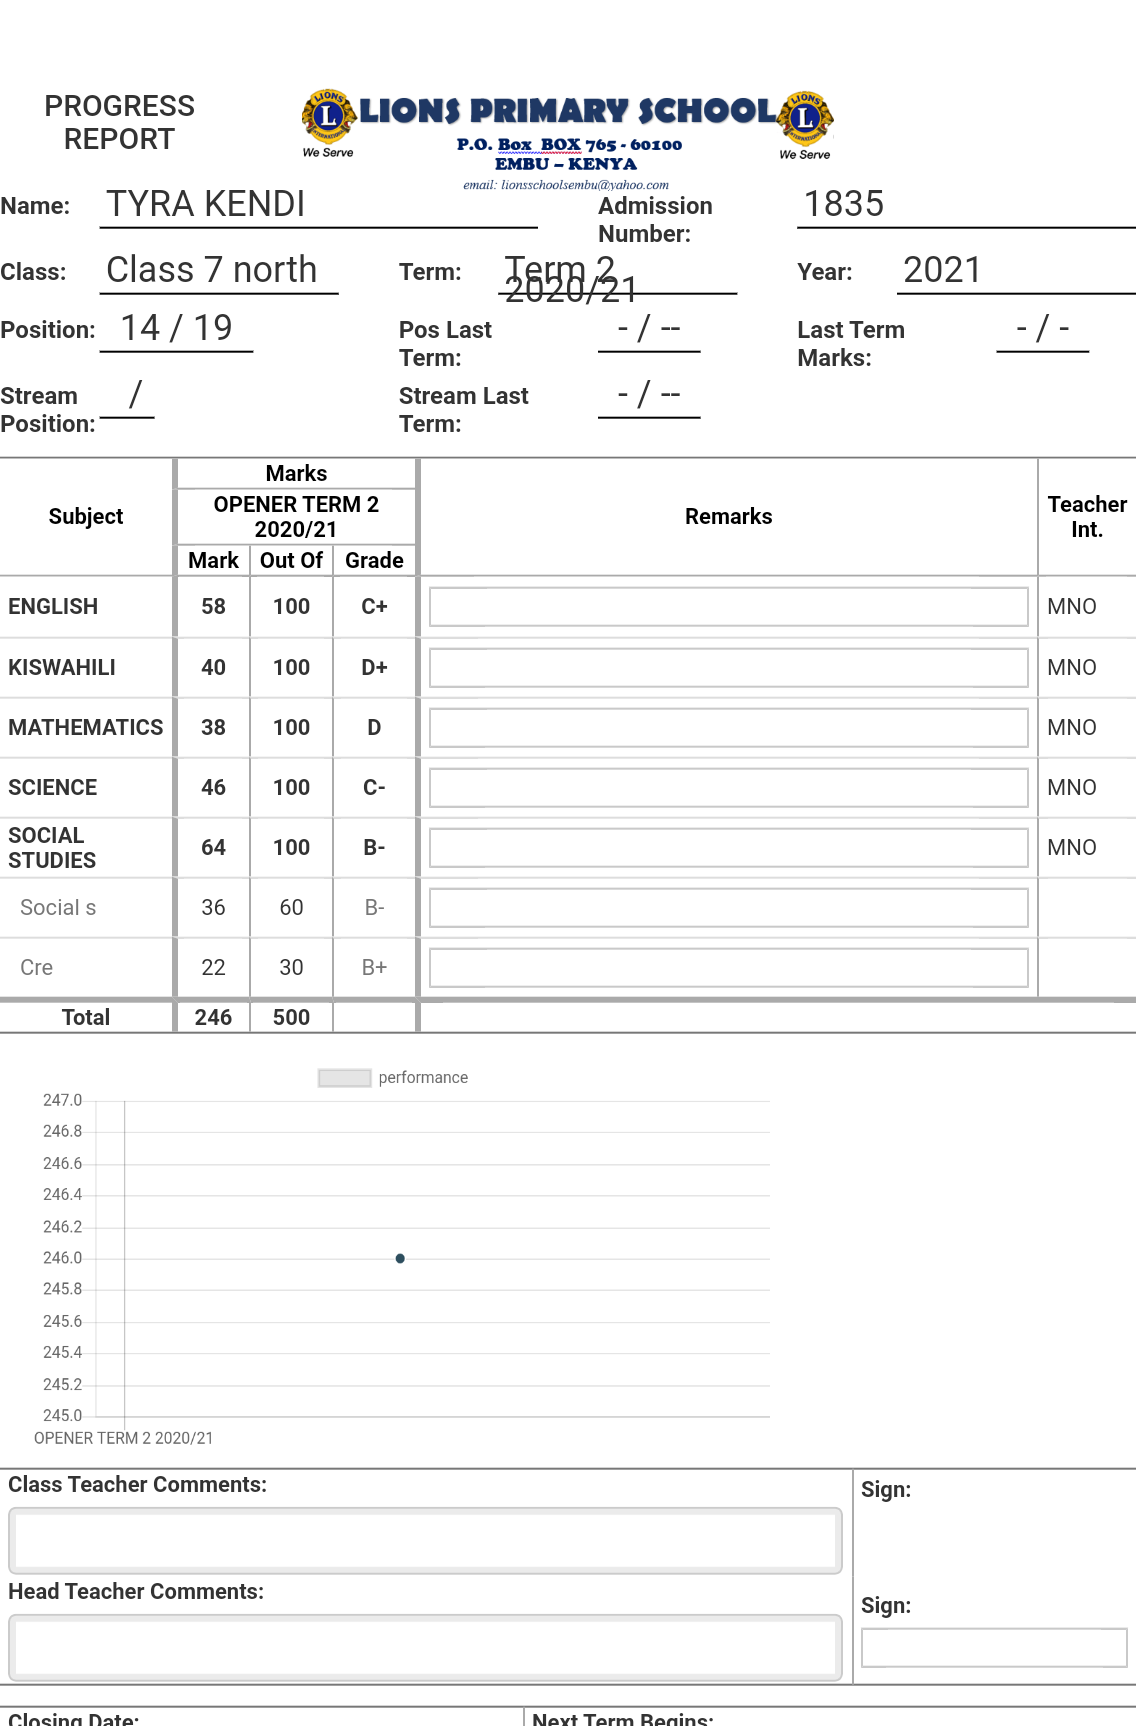 PROGRESS
REPORT
LIONS PRIMARY SCHOOL
LIONS
L
INTERNATIONAL
We Serve
LIONS
L
INTERNATIONAL
We Serve
P.O. Box BOX 765 - 60100
EMBU – KENYA
email: lionsschoolsembu@yahoo.com
Name: TYRA KENDI Admission Number: 1835
Class: Class 7 north Term: Term 2 2020/21 Year: 2021
Position: 14 / 19 Pos Last Term: - / -- Last Term Marks: - / -
Stream Position: / Stream Last Term: - / --
Subject Marks Remarks Teacher Int.
OPENER TERM 2 2020/21
Mark Out Of Grade
ENGLISH 58 100 C+ MNO
KISWAHILI 40 100 D+ MNO
MATHEMATICS 38 100 D MNO
SCIENCE 46 100 C- MNO
SOCIAL STUDIES 64 100 B- MNO
Social s 36 60 B-
Cre 22 30 B+
Total 246 500
performance
247.0
246.8
246.6
246.4
246.2
246.0
245.8
245.6
245.4
245.2
245.0
OPENER TERM 2 2020/21
Class Teacher Comments: Sign:
Head Teacher Comments: Sign:
Closing Date: Next Term Begins: